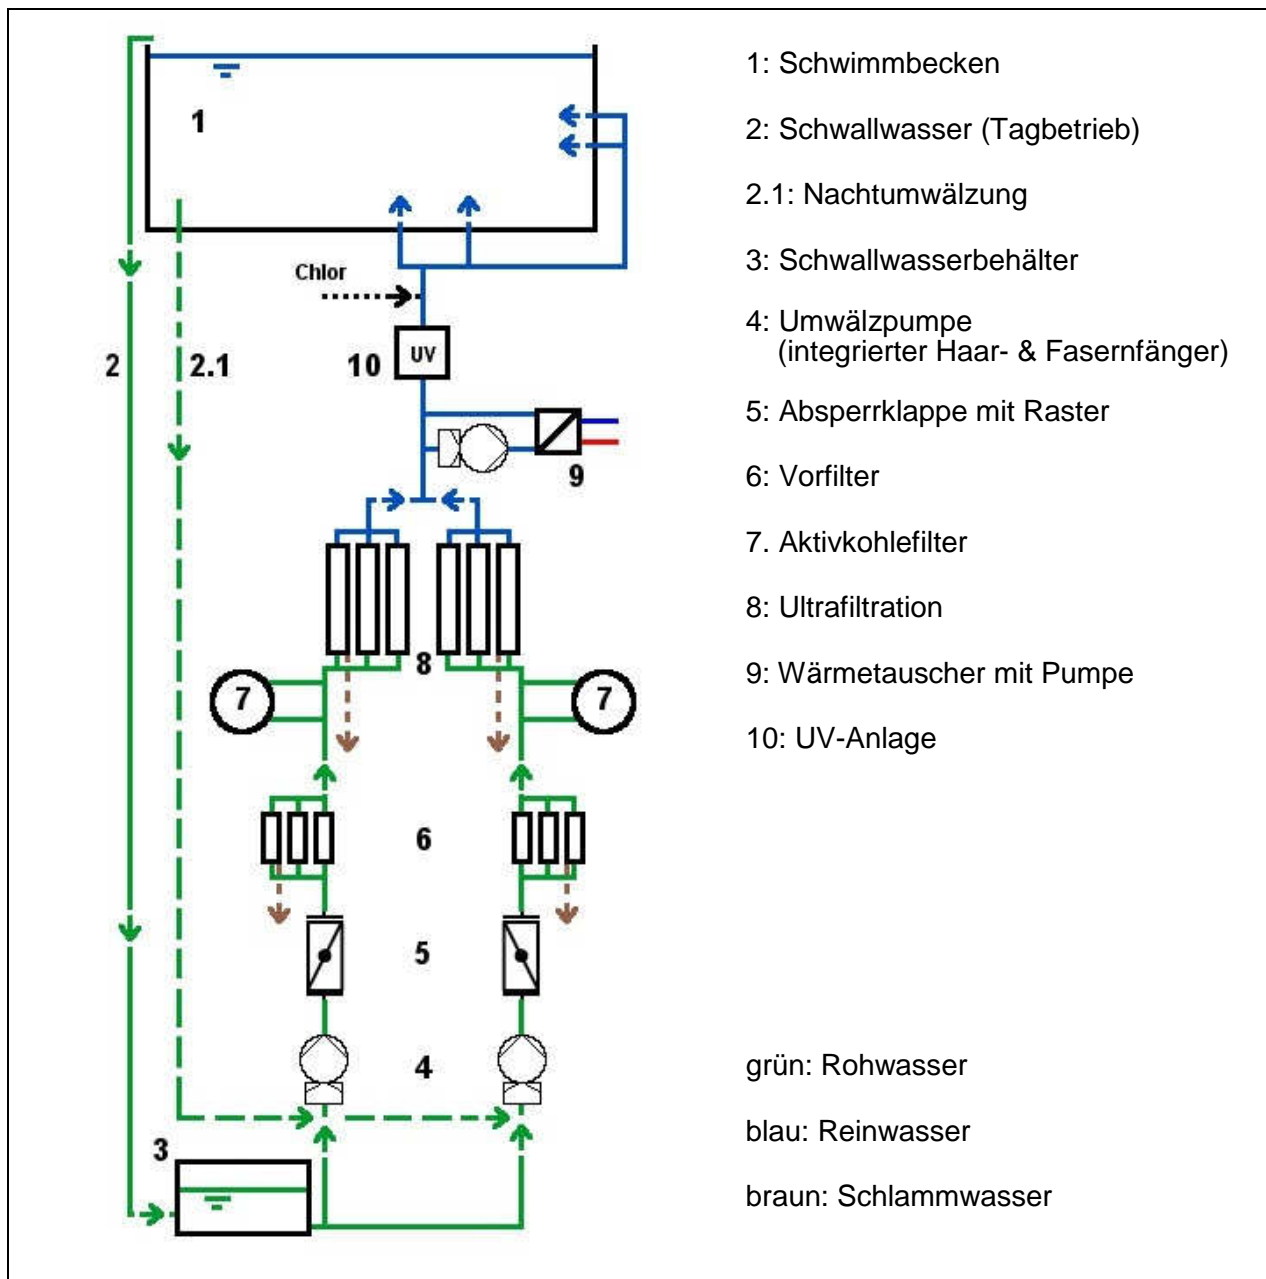 1
Chlor
10
UV
2
2.1
9
8
7
7
6
5
4
3
1: Schwimmbecken
2: Schwallwasser (Tagbetrieb)
2.1: Nachtumwälzung
3: Schwallwasserbehälter
4: Umwälzpumpe
(integrierter Haar- & Fasernfänger)
5: Absperrklappe mit Raster
6: Vorfilter
7. Aktivkohlefilter
8: Ultrafiltration
9: Wärmetauscher mit Pumpe
10: UV-Anlage
grün: Rohwasser
blau: Reinwasser
braun: Schlammwasser